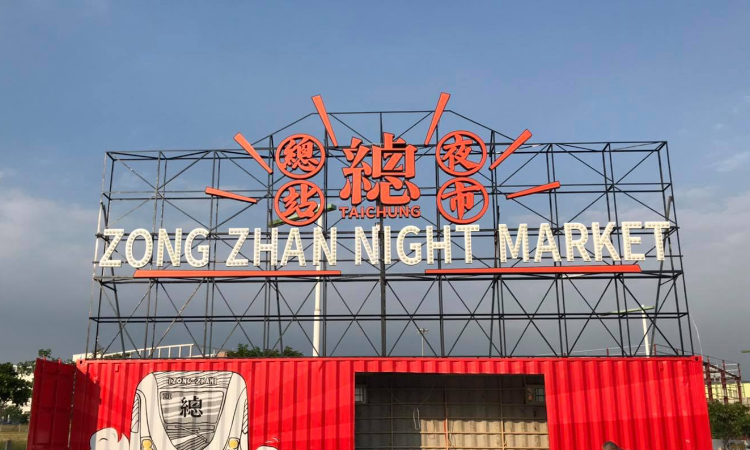 總站
總
夜市
TAICHUNG
ZONG ZHAN NIGHT MARKET
ZONG-ZHAN
總